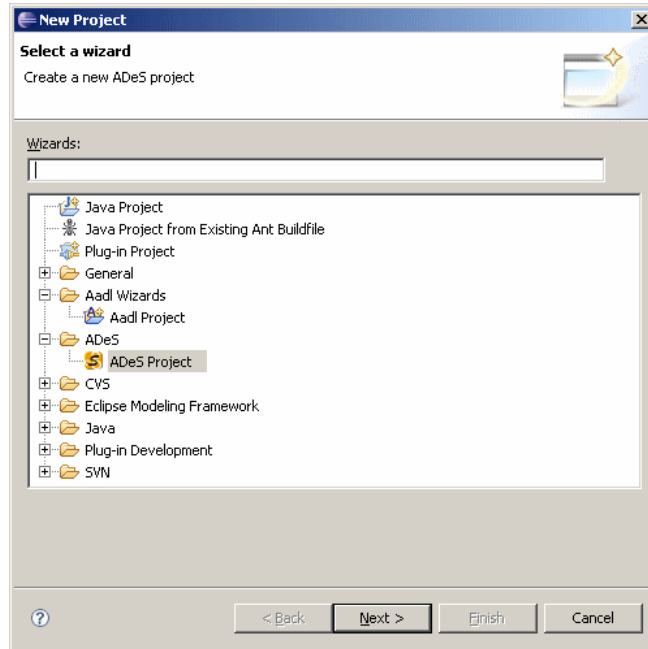 New Project
Select a wizard
Create a new ADeS project
Wizards:
Java Project
Java Project from Existing Ant Buildfile
Plug-in Project
General
Aadl Wizards
Aadl Project
ADeS
ADeS Project
CVS
Eclipse Modeling Framework
Java
Plug-in Development
SVN
? < Back Next > Finish Cancel